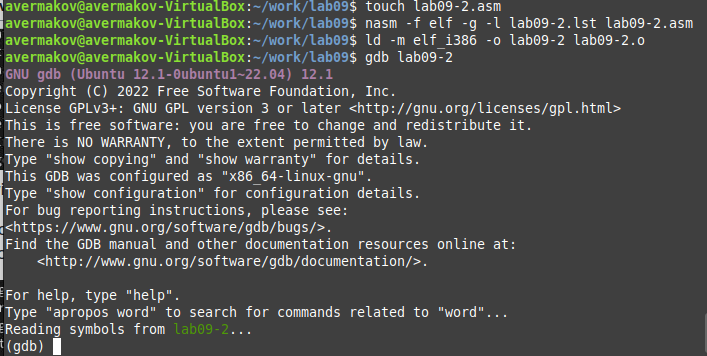 avermakov@avermakov-VirtualBox:~/work/lab09$ touch lab09-2.asm
avermakov@avermakov-VirtualBox:~/work/lab09$ nasm -f elf -g -l lab09-2.lst lab09-2.asm
avermakov@avermakov-VirtualBox:~/work/lab09$ ld -m elf_i386 -o lab09-2 lab09-2.o
avermakov@avermakov-VirtualBox:~/work/lab09$ gdb lab09-2
GNU gdb (Ubuntu 12.1-0ubuntu1~22.04) 12.1
Copyright (C) 2022 Free Software Foundation, Inc.
License GPLv3+: GNU GPL version 3 or later <http://gnu.org/licenses/gpl.html>
This is free software: you are free to change and redistribute it.
There is NO WARRANTY, to the extent permitted by law.
Type "show copying" and "show warranty" for details.
This GDB was configured as "x86_64-linux-gnu".
Type "show configuration" for configuration details.
For bug reporting instructions, please see:
<https://www.gnu.org/software/gdb/bugs/>.
Find the GDB manual and other documentation resources online at:
    <http://www.gnu.org/software/gdb/documentation/>.

For help, type "help".
Type "apropos word" to search for commands related to "word"...
Reading symbols from lab09-2...
(gdb)